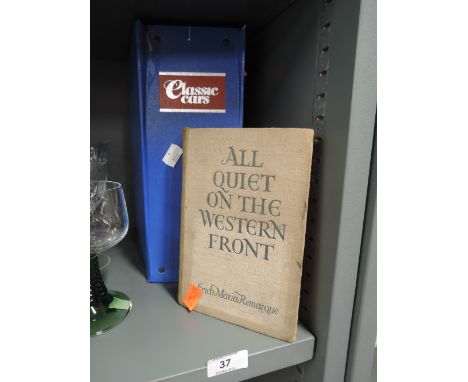 Classic
cars
ALL
QUIET
ON THE
WESTERN
FRONT
Erich Maria Remarque
37